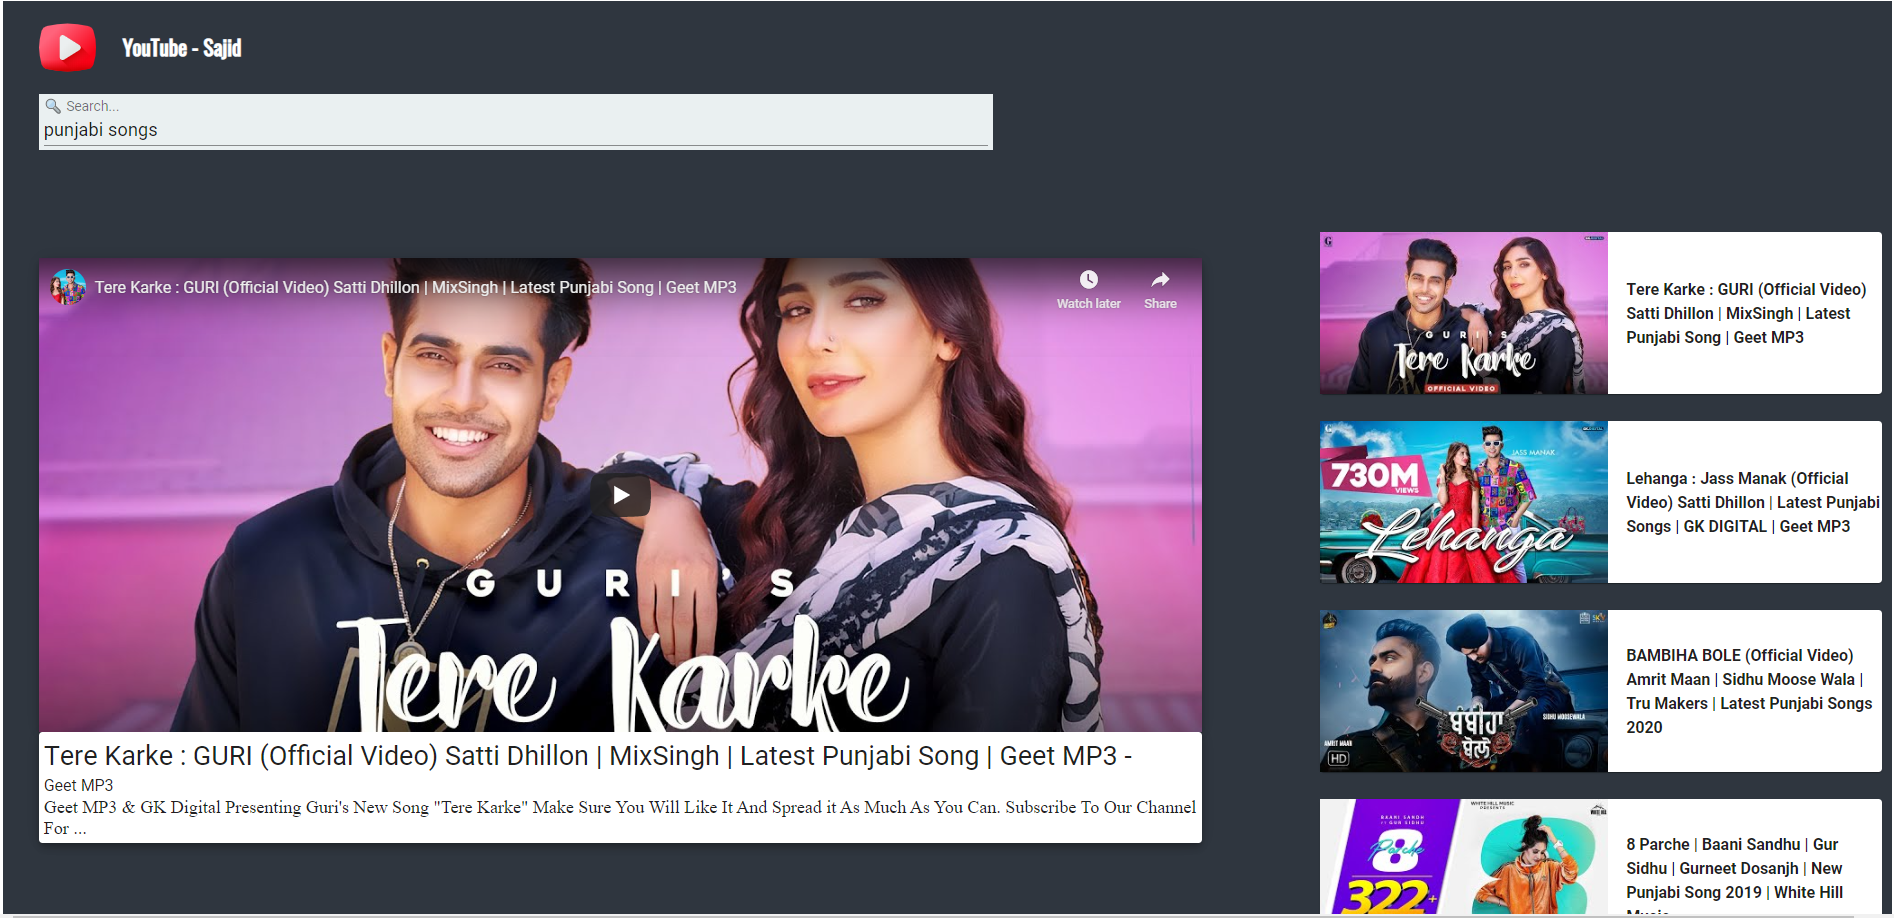 YouTube - Sajid
Search...
punjabi songs
Tere Karke : GURI (Official Video) Satti Dhillon | MixSingh | Latest Punjabi Song | Geet MP3
Watch later
Share
GURI'S
Tere Karke
Tere Karke : GURI (Official Video) Satti Dhillon | MixSingh | Latest Punjabi Song | Geet MP3 -
Geet MP3
Geet MP3 & GK Digital Presenting Guri's New Song "Tere Karke" Make Sure You Will Like It And Spread it As Much As You Can. Subscribe To Our Channel
For ...
G
GURI'S
Tere Karke
OFFICIAL VIDEO
Tere Karke : GURI (Official Video)
Satti Dhillon | MixSingh | Latest
Punjabi Song | Geet MP3
JASS MANAK
730M
VIEWS
Lehanga
Lehanga : Jass Manak (Official
Video) Satti Dhillon | Latest Punjabi
Songs | GK DIGITAL | Geet MP3
ਬੰਬੀਹਾ
ਬੋਲੇ
SIDHU MOOSEWALA
AMRIT MAAN
HD
BAMBIHA BOLE (Official Video)
Amrit Maan | Sidhu Moose Wala |
Tru Makers | Latest Punjabi Songs
2020
WHITE HILL MUSIC
PRESENTS
BAANI SANDHU
FT GUR SIDHU
8
Parche
322+
8 Parche | Baani Sandhu | Gur
Sidhu | Gurneet Dosanjh | New
Punjabi Song 2019 | White Hill
Music